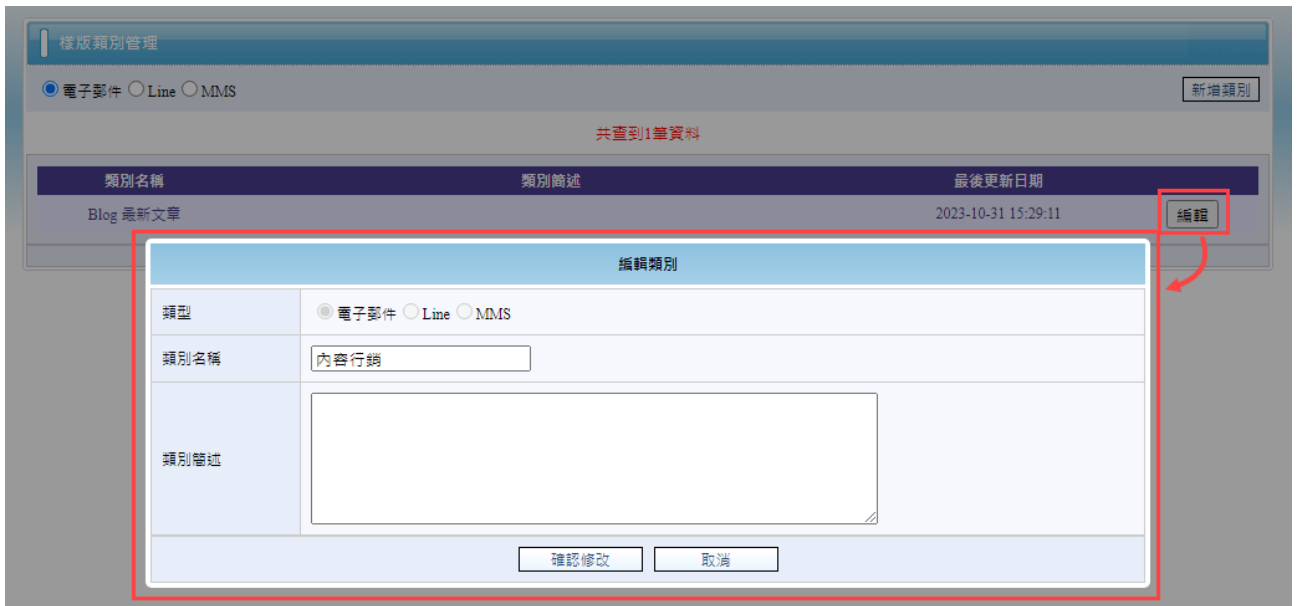 樣版類別管理
電子郵件 Line MMS 新增類別
共查到1筆資料
類別名稱 類別簡述 最後更新日期
Blog 最新文章 2023-10-31 15:29:11 編輯
編輯類別
類型 電子郵件 Line MMS
類別名稱 內容行銷
類別簡述
確認修改 取消